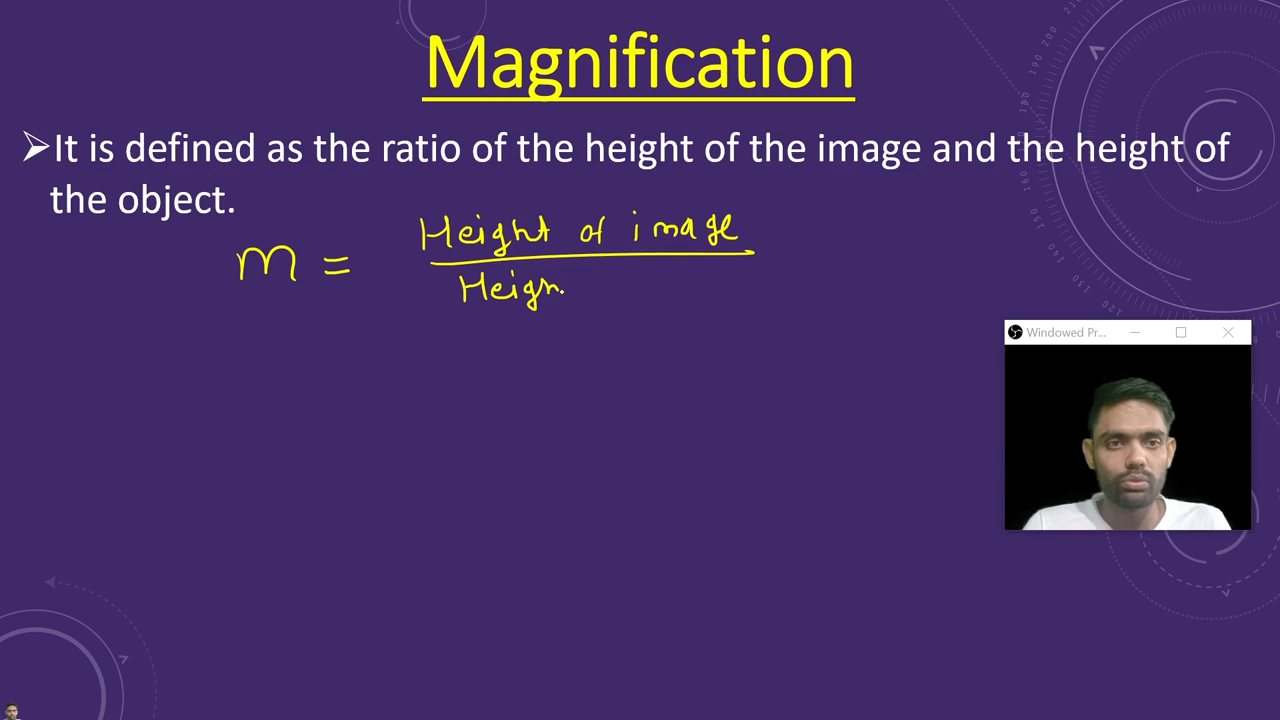 Magnification
➢It is defined as the ratio of the height of the image and the height of
the object.
m = Height of image
Heigh
Windowed Pr...